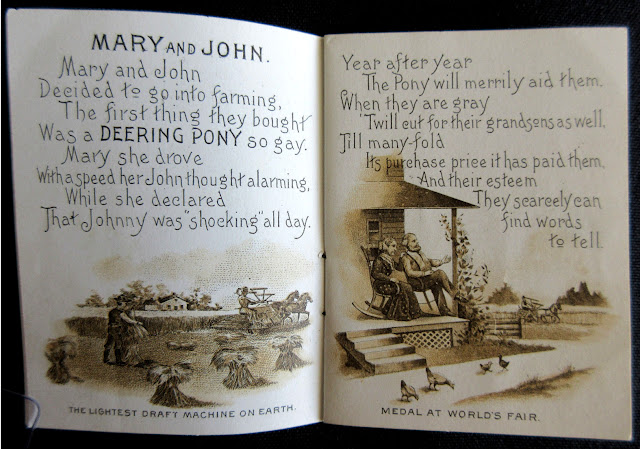 MARY AND JOHN.
Mary and John
Decided to go into farming,
The first thing they bought
Was a DEERING PONY so gay.
Mary she drove
With a speed her John thought alarming,
While she declared
That Johnny was "shocking" all day.
THE LIGHTEST DRAFT MACHINE ON EARTH.
Year after year
The Pony will merrily aid them.
When they are gray
'Twill cut for their grandsons as well.
Till many-fold
Its purchase price it has paid them,
And their esteem
They scarcely can
find words
to tell.
MEDAL AT WORLD'S FAIR.